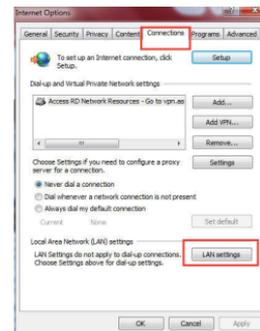 Internet Options
General Security Privacy Content Connections Programs Advanced
To set up an Internet connection, click Setup.
Setup
Dial-up and Virtual Private Network settings
Access RD Network Resources - Go to vpn.as
Add...
Add VPN...
Remove...
Choose Settings if you need to configure a proxy
server for a connection.
Settings
Never dial a connection
Dial whenever a network connection is not present
Always dial my default connection
Current None
Set default
Local Area Network (LAN) settings
LAN Settings do not apply to dial-up connections.
Choose Settings above for dial-up settings.
LAN settings
OK Cancel Apply